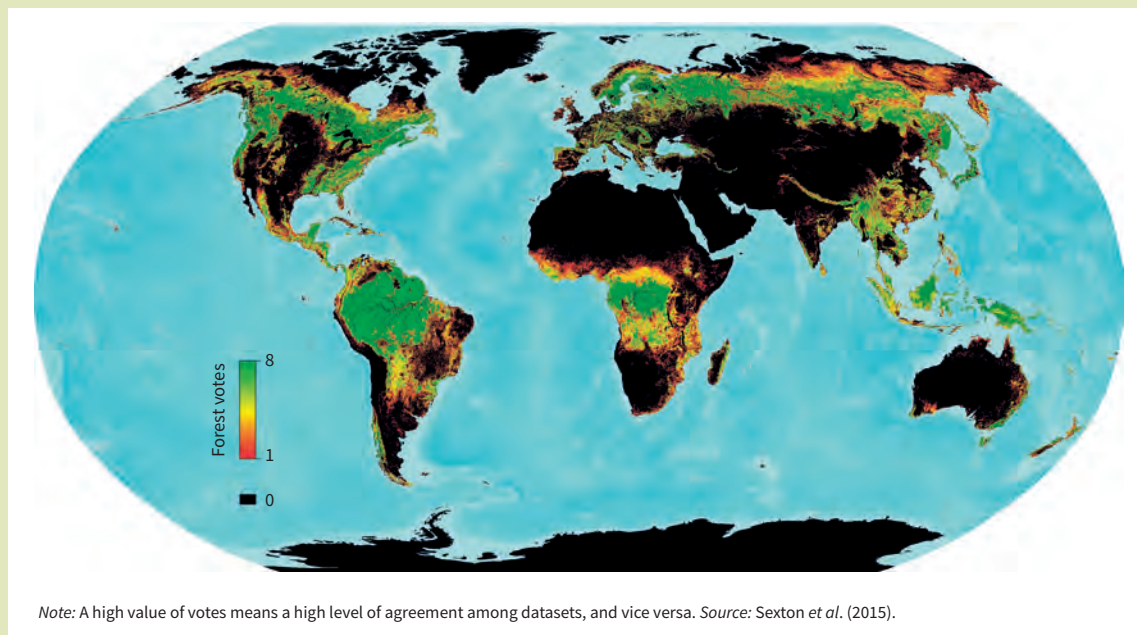 Forest votes
8
1
0
Note: A high value of votes means a high level of agreement among datasets, and vice versa. Source: Sexton et al. (2015).